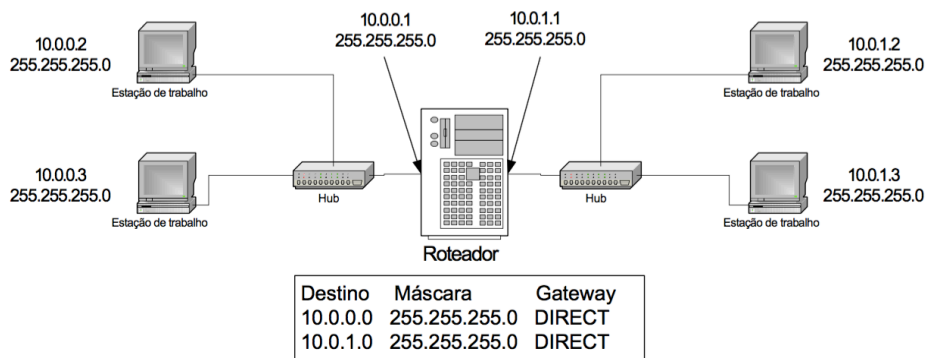 10.0.0.2
255.255.255.0
Estação de trabalho
10.0.0.1
255.255.255.0
10.0.1.1
255.255.255.0
10.0.1.2
255.255.255.0
Estação de trabalho
10.0.0.3
255.255.255.0
Estação de trabalho
Hub
Roteador
Hub
10.0.1.3
255.255.255.0
Estação de trabalho
Destino Máscara Gateway
10.0.0.0 255.255.255.0 DIRECT
10.0.1.0 255.255.255.0 DIRECT